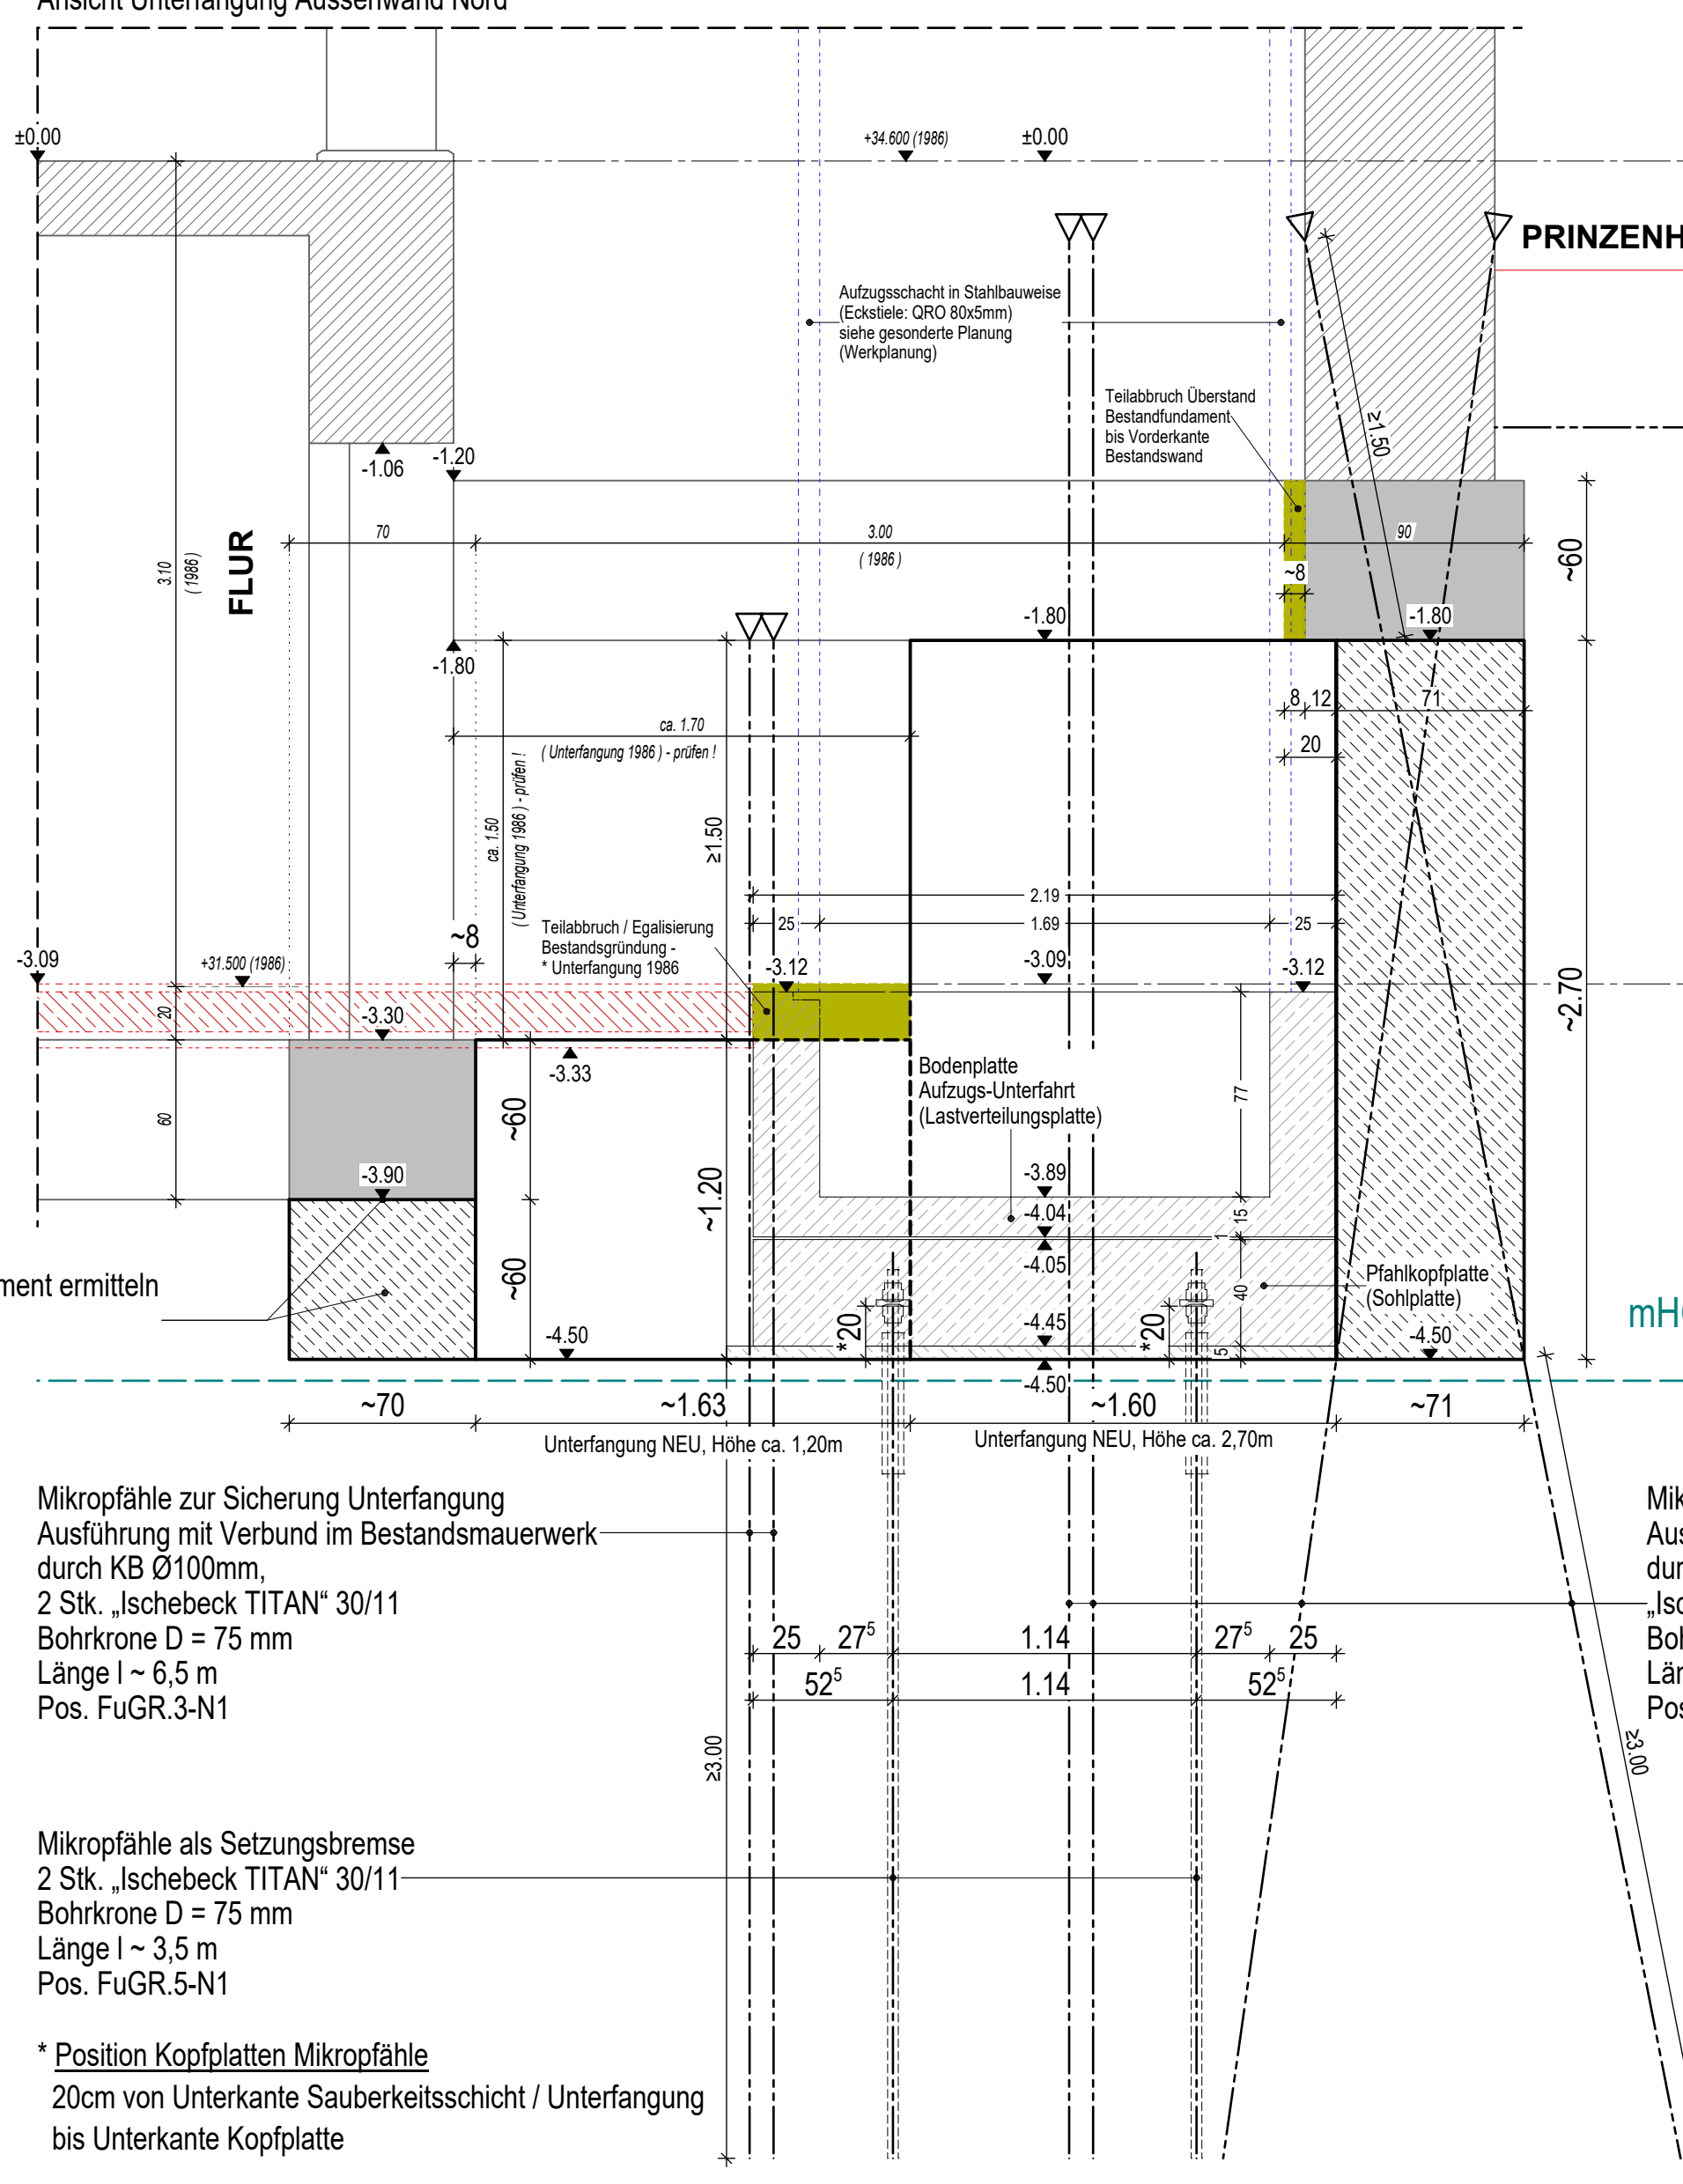 Ansicht Unterfangung Aussenwand Nord
±0.00
+34.600 (1986)
±0.00
PRINZENH
Aufzugsschacht in Stahlbauweise
(Eckstiele: QRO 80x5mm)
siehe gesonderte Planung
(Werkplanung)
Teilabbruch Überstand
Bestandfundament
bis Vorderkante
Bestandswand
≥1.50
-1.06
-1.20
70
3.00
( 1986 )
90
~60
3.10
( 1986)
FLUR
~8
-1.80
-1.80
-1.80
8
12
71
20
ca. 1.70
( Unterfangung 1986 ) - prüfen !
ca. 1.50
( Unterfangung 1986 ) - prüfen !
≥1.50
2.19
25
1.69
25
Teilabbruch / Egalisierung
Bestandsgründung -
* Unterfangung 1986
~8
-3.09
+31.500 (1986)
-3.12
-3.09
-3.12
~2.70
20
-3.30
-3.33
Bodenplatte
Aufzugs-Unterfahrt
(Lastverteilungsplatte)
77
60
~60
-3.90
~1.20
-3.89
-4.04
15
1
-4.05
ment ermitteln
~60
Pfahlkopfplatte
(Sohlplatte)
40
mH
*20
*20
-4.50
-4.45
5
-4.50
-4.50
~70
~1.63
~1.60
~71
Unterfangung NEU, Höhe ca. 1,20m
Unterfangung NEU, Höhe ca. 2,70m
Mikropfähle zur Sicherung Unterfangung
Ausführung mit Verbund im Bestandsmauerwerk
durch KB Ø100mm,
2 Stk. „Ischebeck TITAN“ 30/11
Bohrkrone D = 75 mm
Länge l ~ 6,5 m
Pos. FuGR.3-N1
Mik
Aus
dur
„Isc
Boh
Län
Pos
25
27⁵
1.14
27⁵
25
52⁵
1.14
52⁵
≥3.00
≥3.00
Mikropfähle als Setzungsbremse
2 Stk. „Ischebeck TITAN“ 30/11
Bohrkrone D = 75 mm
Länge l ~ 3,5 m
Pos. FuGR.5-N1
* Position Kopfplatten Mikropfähle
20cm von Unterkante Sauberkeitsschicht / Unterfangung
bis Unterkante Kopfplatte